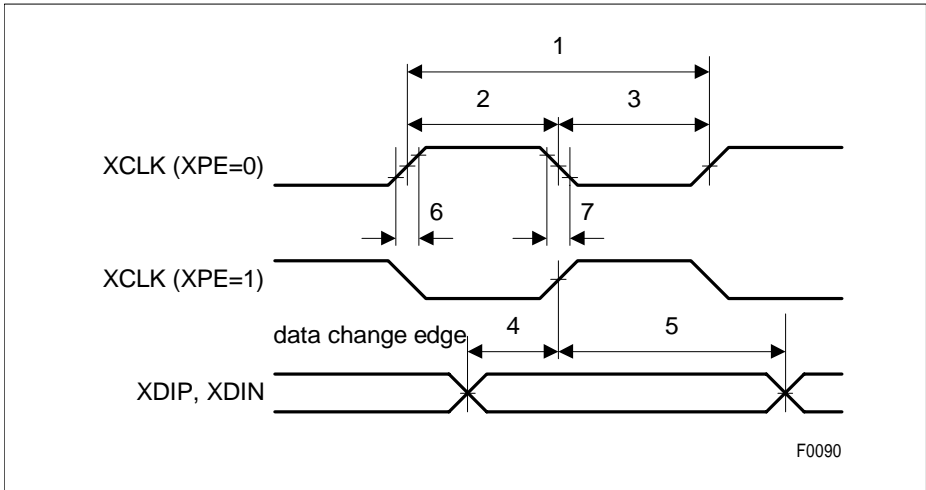 1
2 3
XCLK (XPE=0)
6 7
XCLK (XPE=1)
data change edge 4 5
XDIP, XDIN
F0090